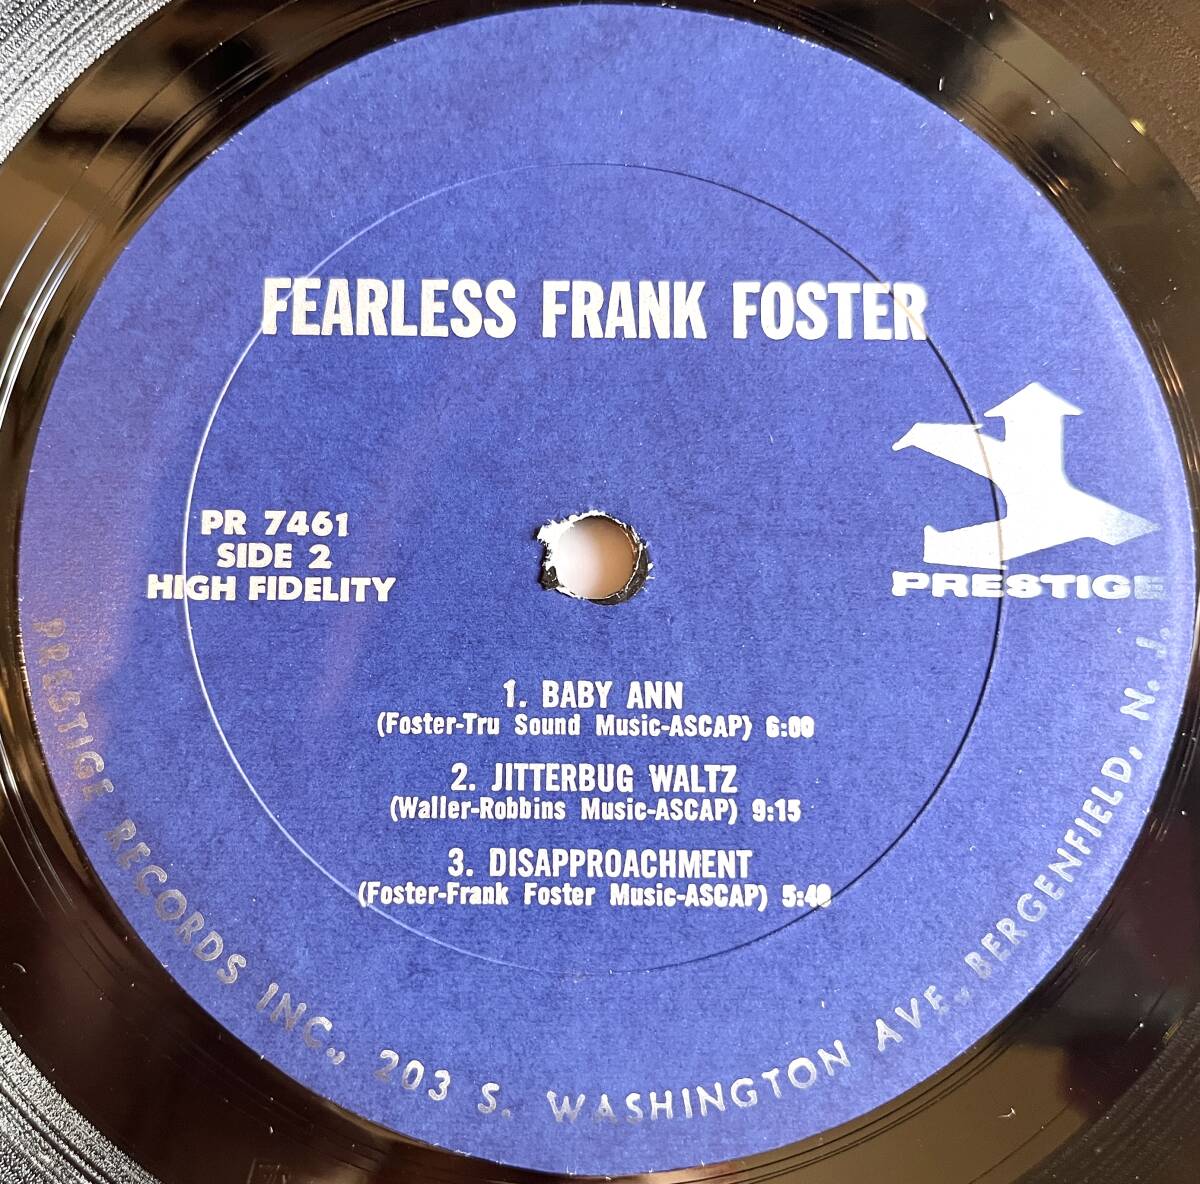 FEARLESS FRANK FOSTER
PR 7461
SIDE 2
HIGH FIDELITY
PRESTIGE
1. BABY ANN
(Foster-Tru Sound Music-ASCAP) 6:00
2. JITTERBUG WALTZ
(Waller-Robbins Music-ASCAP) 9:15
3. DISAPPROACHMENT
(Foster-Frank Foster Music-ASCAP) 5:40
PRESTIGE RECORDS INC., 203 S. WASHINGTON AVE., BERGENFIELD, N. J.